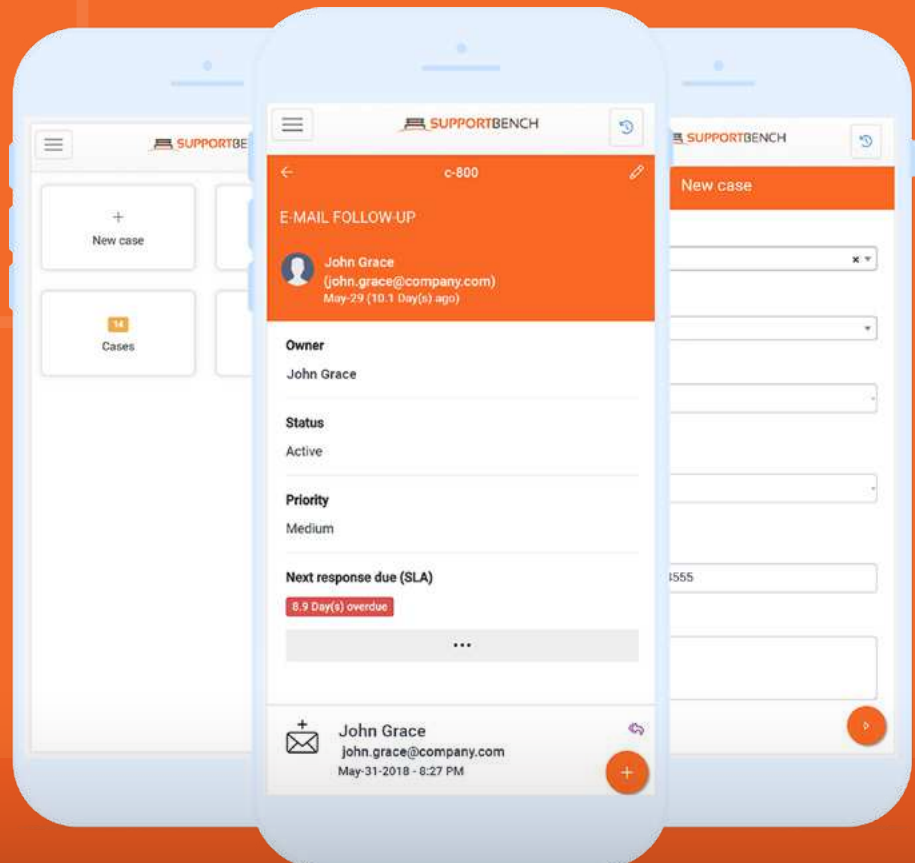 SUPPORTBE
New case
14
Cases
SUPPORTBENCH
c-800
E-MAIL FOLLOW-UP
John Grace
(john.grace@company.com)
May-29 (10.1 Day(s) ago)
Owner
John Grace
Status
Active
Priority
Medium
Next response due (SLA)
8.9 Day(s) overdue
...
John Grace
john.grace@company.com
May-31-2018 - 8:27 PM
SUPPORTBENCH
New case
555